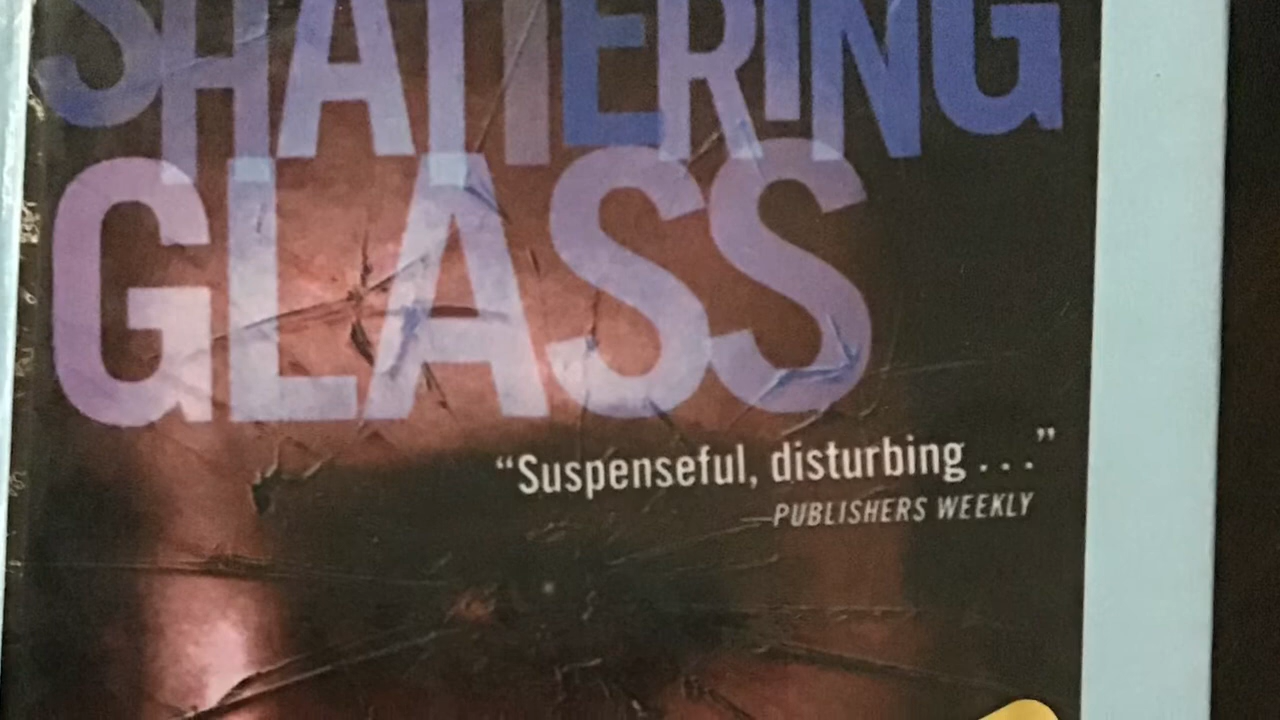 SHATTERING
GLASS
“Suspenseful, disturbing . . .”
—PUBLISHERS WEEKLY